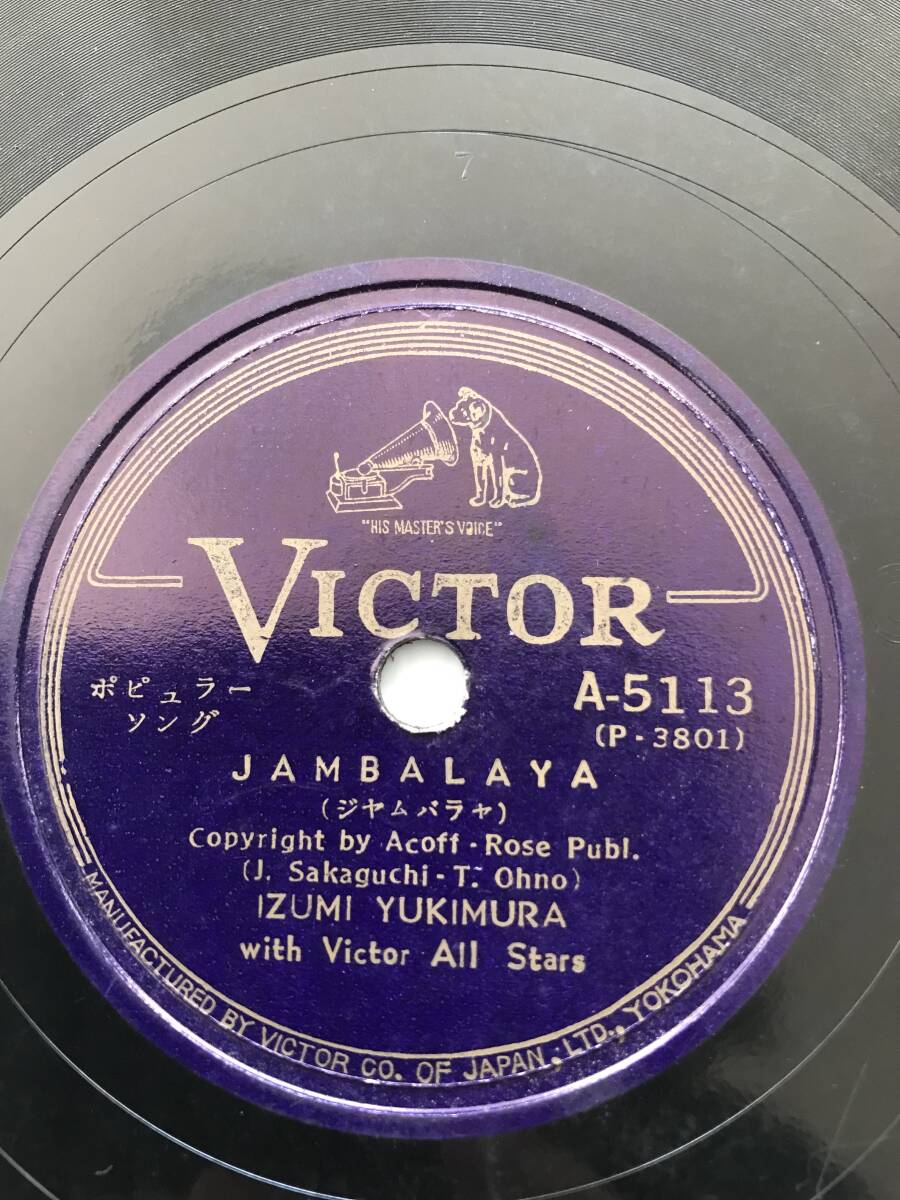 7
"HIS MASTER'S VOICE"
VICTOR
ポピュラー
ソング
A-5113
(P-3801)
JAMBALAYA
(ジヤムバラヤ)
Copyright by Acoff-Rose Publ.
(J. Sakaguchi-T. Ohno)
IZUMI YUKIMURA
with Victor All Stars
MANUFACTURED BY VICTOR CO. OF JAPAN, LTD., YOKOHAMA